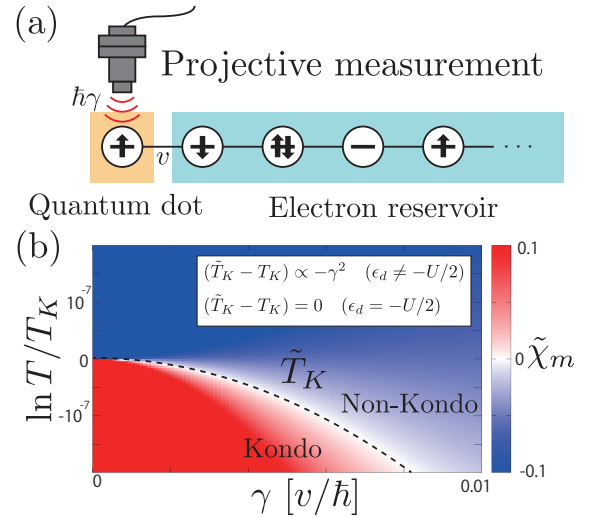 (a)
Projective measurement
ħγ
v
Quantum dot
Electron reservoir
(b)
(T̃_K − T_K) ∝ −γ² (ϵ_d ≠ −U/2)
(T̃_K − T_K) = 0 (ϵ_d = −U/2)
ln T/T_K
10⁻⁷
0
-10⁻⁷
T̃_K
Non-Kondo
Kondo
0
0.01
γ [v/ħ]
0.1
0
-0.1
χ̃_m